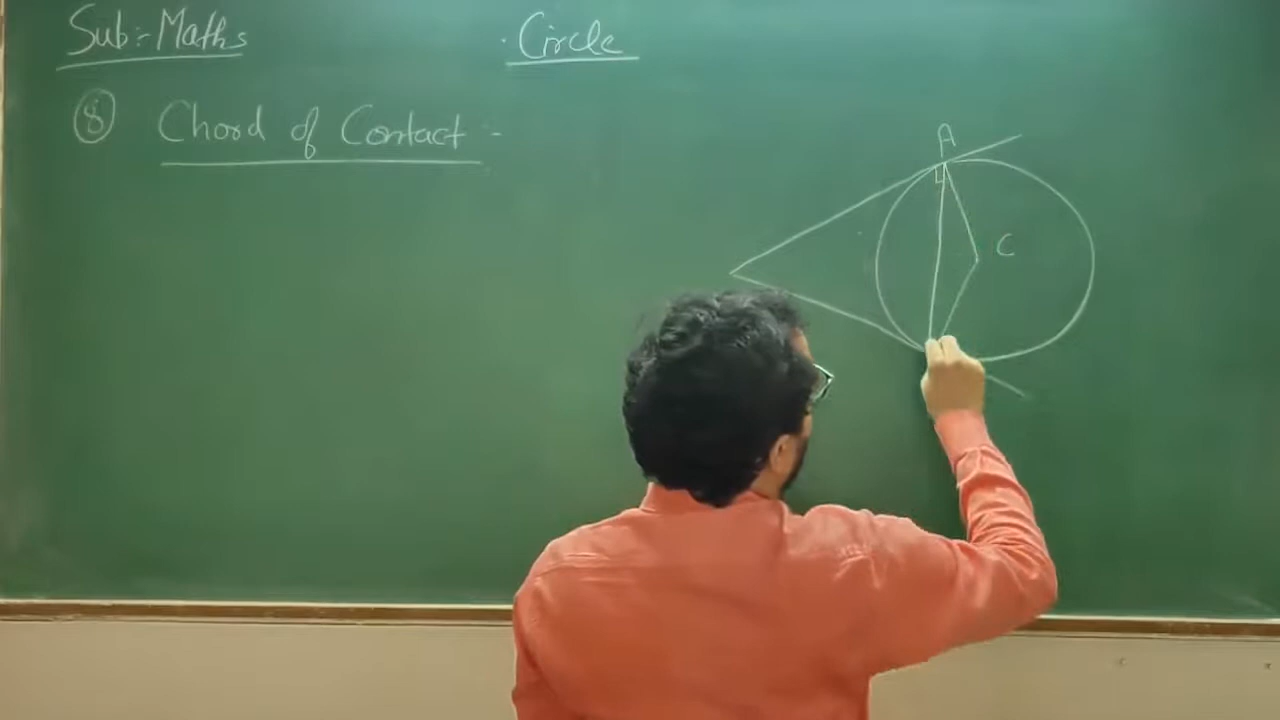 Sub:- Maths
Circle
⑧ Chord of Contact :-
A
C